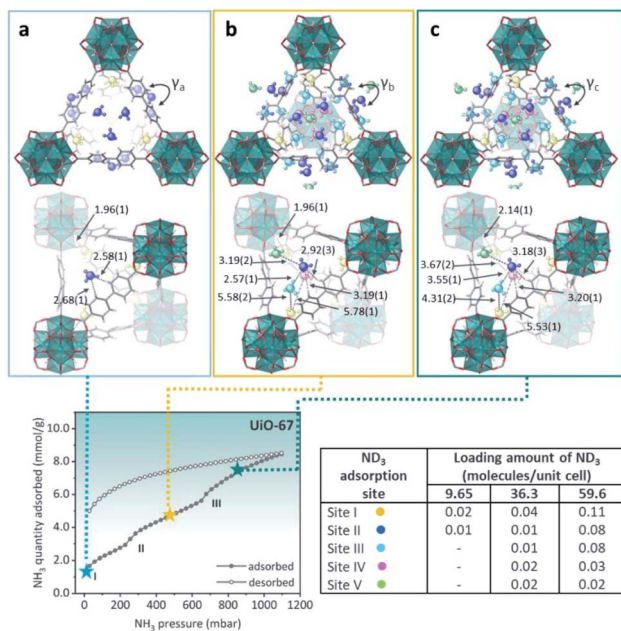 a
γa
b
γb
c
γc
1.96(1)
2.58(1)
2.68(1)
1.96(1)
2.92(3)
3.19(2)
2.57(1)
5.58(2)
3.19(1)
5.78(1)
2.14(1)
3.18(3)
3.67(2)
3.55(1)
4.31(2)
3.20(1)
5.53(1)
NH3 quantity adsorbed (mmol/g)
10.0
8.0
6.0
4.0
2.0
0.0
UiO-67
I
II
III
adsorbed
desorbed
0 200 400 600 800 1000 1200
NH3 pressure (mbar)
ND3 adsorption site Loading amount of ND3 (molecules/unit cell)
9.65 36.3 59.6
Site I 0.02 0.04 0.11
Site II 0.01 0.01 0.08
Site III - 0.01 0.08
Site IV - 0.02 0.03
Site V - 0.02 0.02